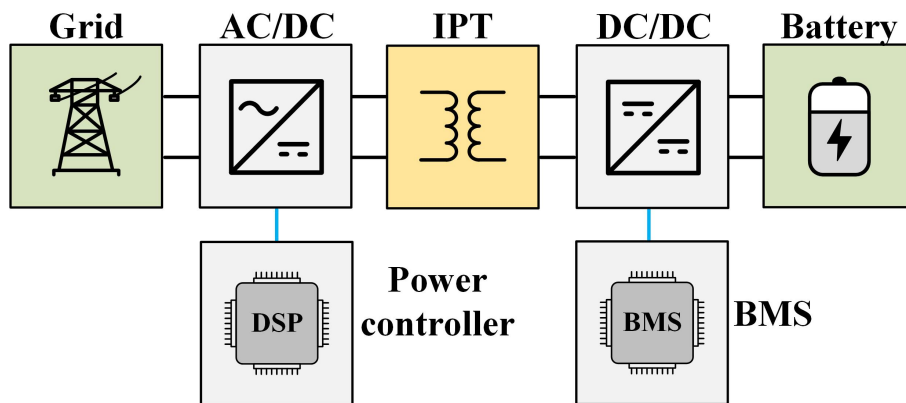 Grid
AC/DC
IPT
DC/DC
Battery
DSP
Power
controller
BMS
BMS